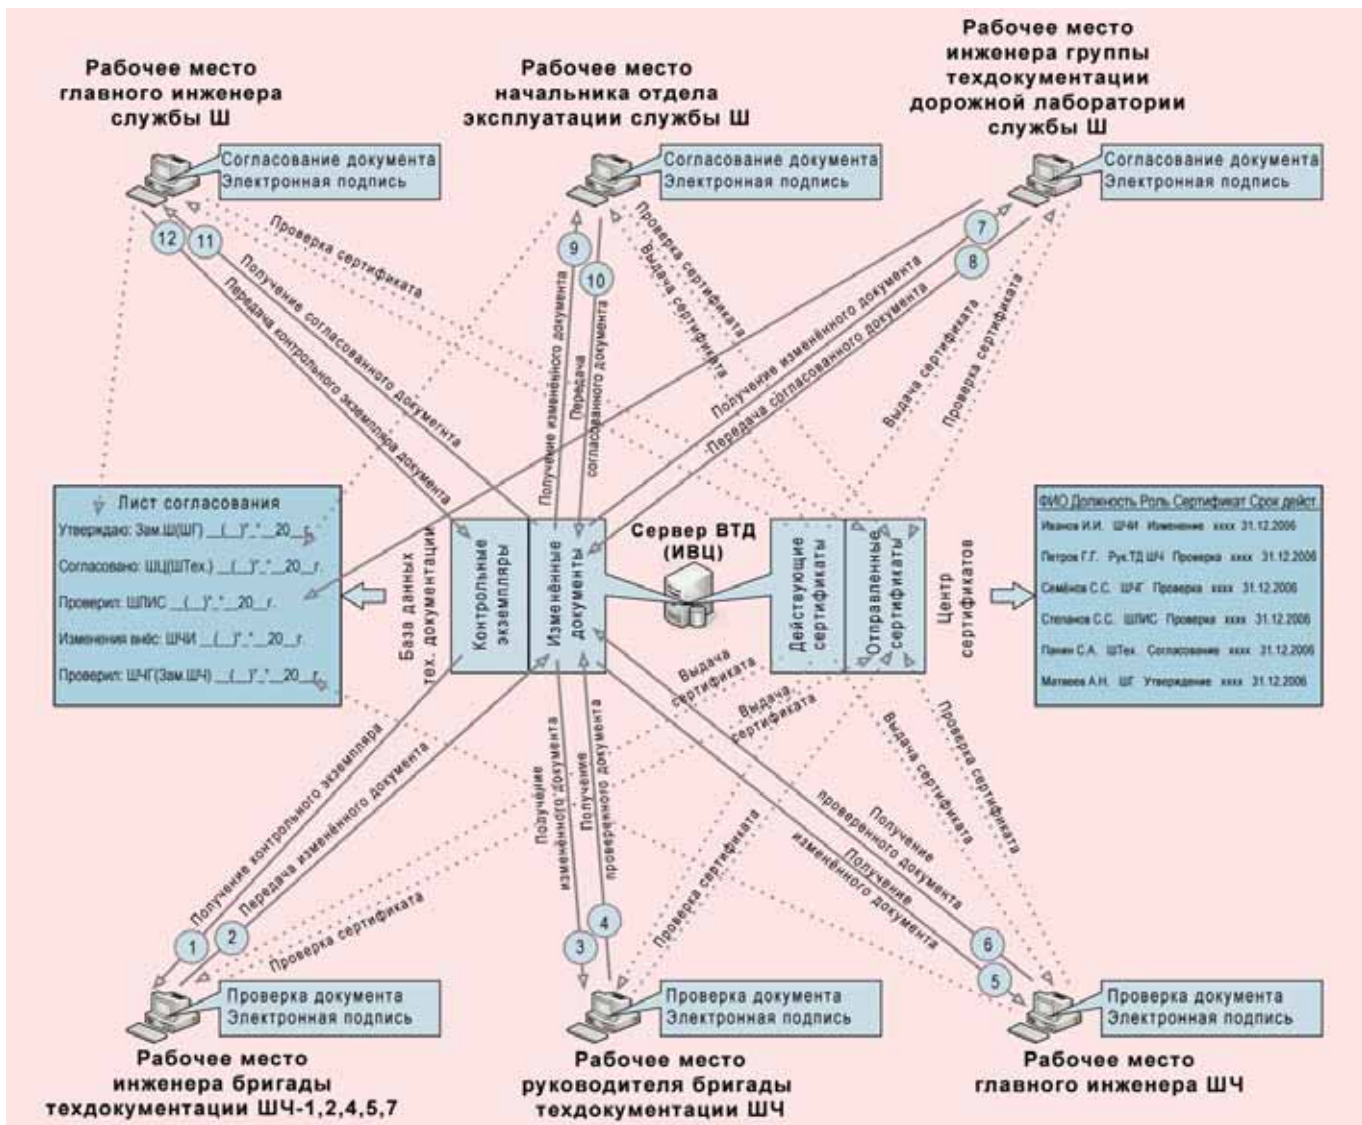 Рабочее место
главного инженера
службы Ш
Рабочее место
начальника отдела
эксплуатации службы Ш
Рабочее место
инженера группы
техдокументации
дорожной лаборатории
службы Ш
Согласование документа
Электронная подпись
Согласование документа
Электронная подпись
Согласование документа
Электронная подпись
12
11
9
10
7
8
Проверка сертификата
Получение согласованного докумегнта
Передача контрольного экземпляра документа
Получение изменённого документа
Передача
согласованного документа
Проверка сертификата
Выдача сертификата
Получение изменённого документа
Передача согласованного документа
Выдача сертификата
Проверка сертификата
Лист согласования
Утверждаю: Зам.Ш(ШГ) __(__)"_"__20__г.
Согласовано: ШЦ(ШТех.) __(__)"_"__20__г.
Проверил: ШЛИС __(__)"_"__20__г.
Изменения внёс: ШЧИ __(__)"_"__20__г.
Проверил: ШЧГ(Зам.ШЧ) __(__)"_"__20__г.
База данных
тех. документации
Контрольные
экземпляры
Изменённые
документы
Сервер ВТД
(ИВЦ)
Действующие
сертификаты
Отправленные
сертификаты
Центр
сертификатов
ФИО Должность Роль Сертификат Срок дейст.
Иванов И.И. ШЧИ Изменение хххх 31.12.2006
Петров Г.Г. Рук.ТД ШЧ Проверка хххх 31.12.2006
Семёнов С.С. ШЧГ Проверка хххх 31.12.2006
Степанов С.С. ШЛИС Проверка хххх 31.12.2006
Панин С.А. ШТех. Согласование хххх 31.12.2006
Матвеев А.Н. ШГ Утверждение хххх 31.12.2006
Получение контрольного экземпляра
Передача изменённого документа
Проверка сертификата
Выдача
сертификата
Выдача
сертификата
Получение
изменённого документа
Получение
проверенного документа
Проверка сертификата
Получение
проверенного документа
Получение
изменённого документа
Выдача сертификата
Проверка сертификата
1
2
3
4
6
5
Проверка документа
Электронная подпись
Проверка документа
Электронная подпись
Проверка документа
Электронная подпись
Рабочее место
инженера бригады
техдокументации ШЧ-1,2,4,5,7
Рабочее место
руководителя бригады
техдокументации ШЧ
Рабочее место
главного инженера ШЧ